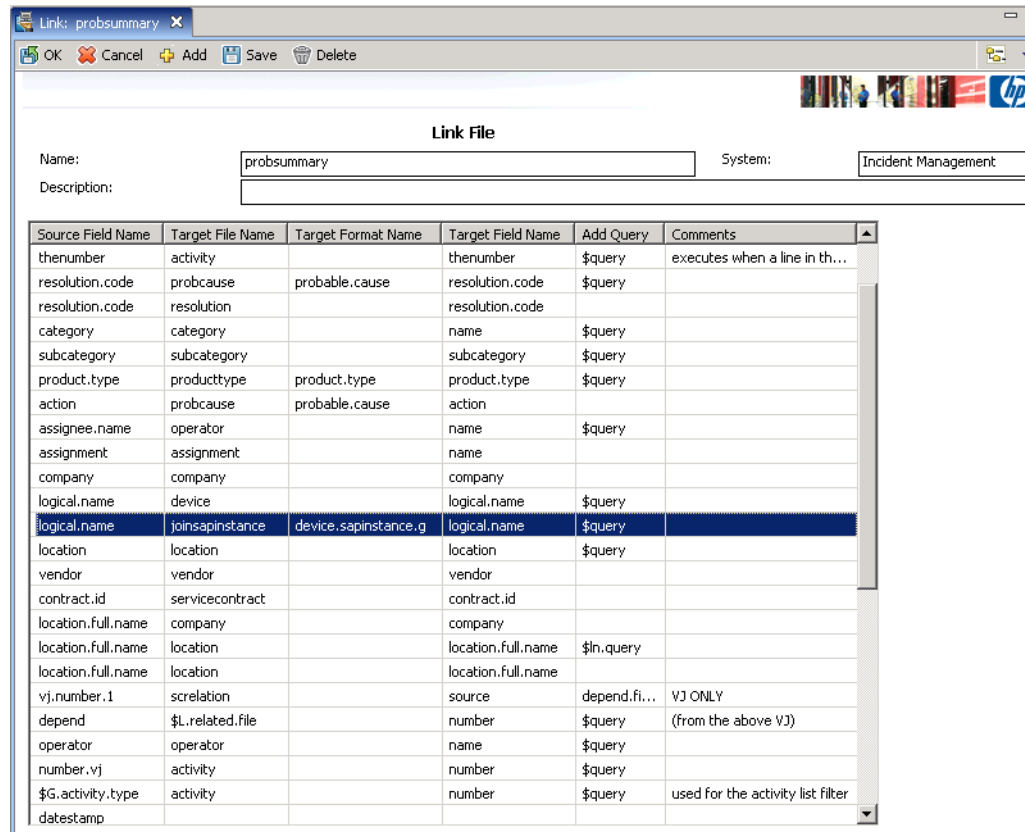 Link: probsummary
OK Cancel Add Save Delete
hp
Link File
Name: probsummary System: Incident Management
Description:
Source Field Name Target File Name Target Format Name Target Field Name Add Query Comments
thenumber activity thenumber $query executes when a line in th...
resolution.code probcause probable.cause resolution.code $query
resolution.code resolution resolution.code
category category name $query
subcategory subcategory subcategory $query
product.type producttype product.type product.type $query
action probcause probable.cause action
assignee.name operator name $query
assignment assignment name
company company company
logical.name device logical.name $query
logical.name joinsapinstance device.sapinstance.g logical.name $query
location location location $query
vendor vendor vendor
contract.id servicecontract contract.id
location.full.name company company
location.full.name location location.full.name $ln.query
location.full.name location location.full.name
vj.number.1 screlation source depend.fi... VJ ONLY
depend $L.related.file number $query (from the above VJ)
operator operator name $query
number.vj activity number $query
$G.activity.type activity number $query used for the activity list filter
datestamp